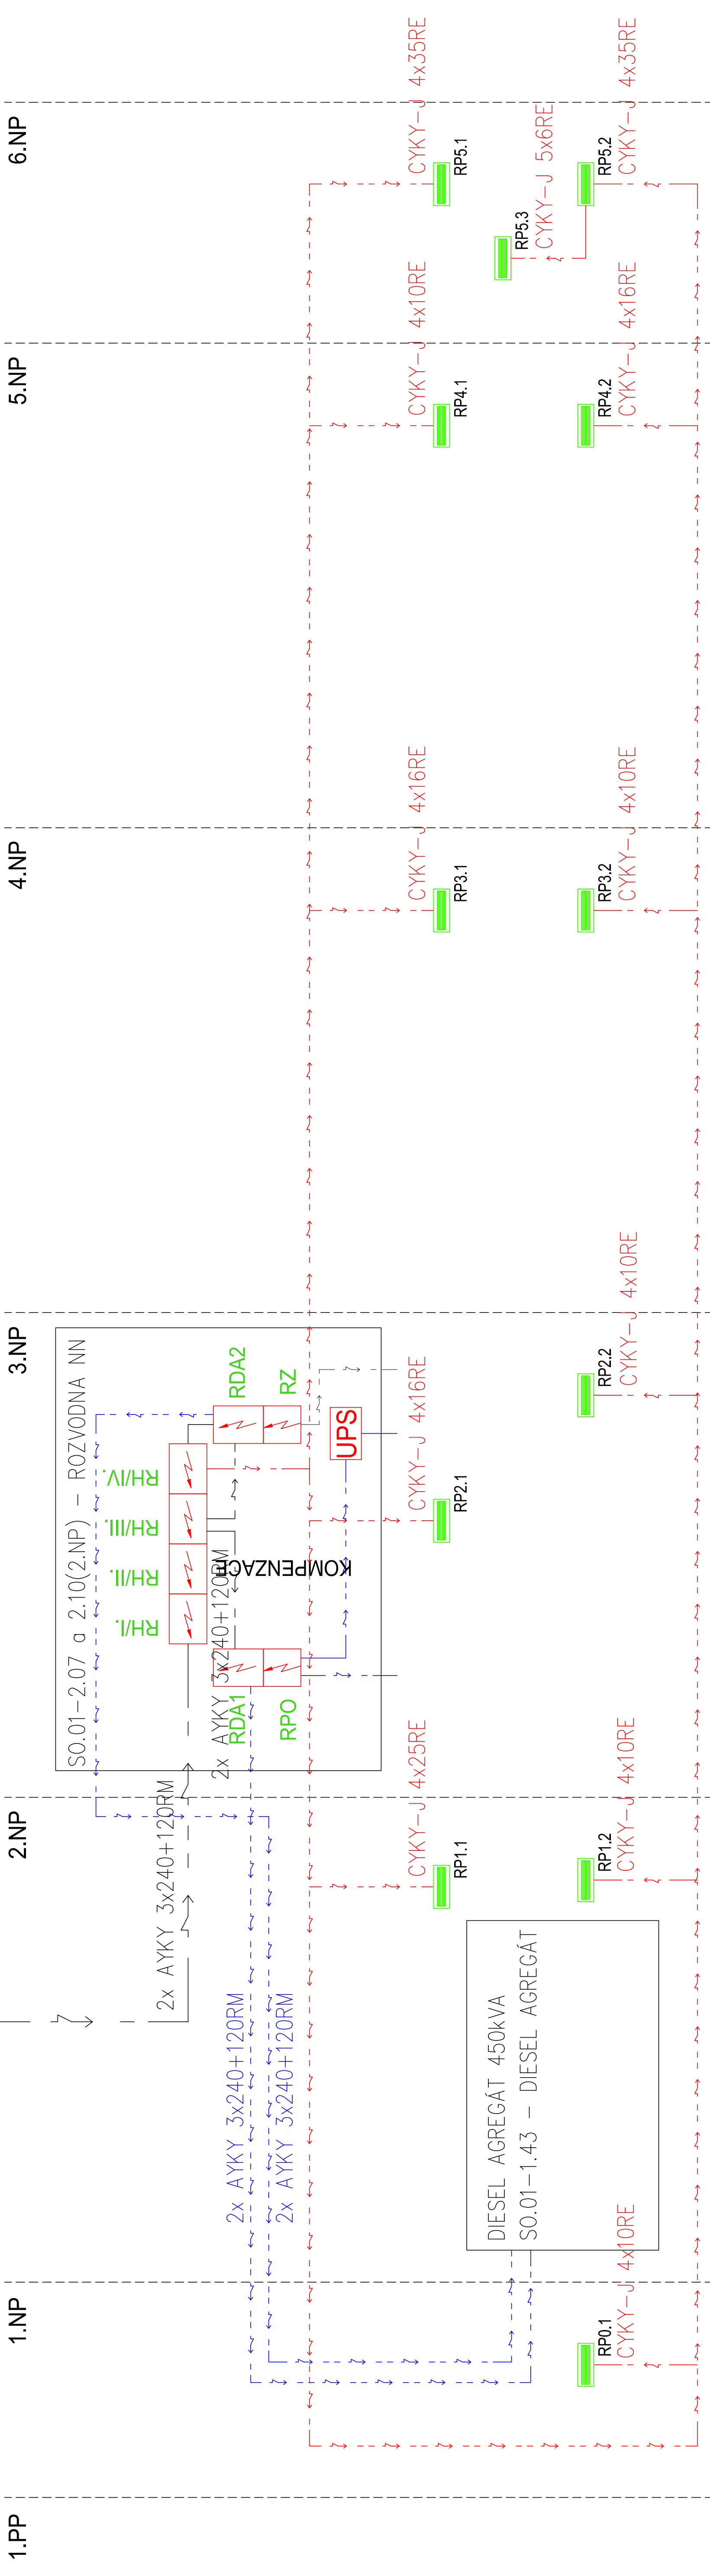 6.NP
CYKY-J 4x35RE
RP5.1
CYKY-J 5x6RE
RP5.3
CYKY-J 4x35RE
RP5.2
5.NP
CYKY-J 4x10RE
RP4.1
CYKY-J 4x16RE
RP4.2
4.NP
CYKY-J 4x16RE
RP3.1
CYKY-J 4x10RE
RP3.2
3.NP
SO.01-2.07 a 2.10(2.NP) - ROZVODNA NN
RH/IV.
RH/III.
RH/II.
RH/I.
RDA2
RZ
UPS
KOMPENZACE
2x AYKY 3x240+120RM
RDA1
RPO
CYKY-J 4x16RE
RP2.1
CYKY-J 4x10RE
RP2.2
2.NP
2x AYKY 3x240+120RM
CYKY-J 4x25RE
RP1.1
CYKY-J 4x10RE
RP1.2
2x AYKY 3x240+120RM
2x AYKY 3x240+120RM
DIESEL AGREGÁT 450kVA
SO.01-1.43 - DIESEL AGREGÁT
1.NP
CYKY-J 4x10RE
RP0.1
1.PP